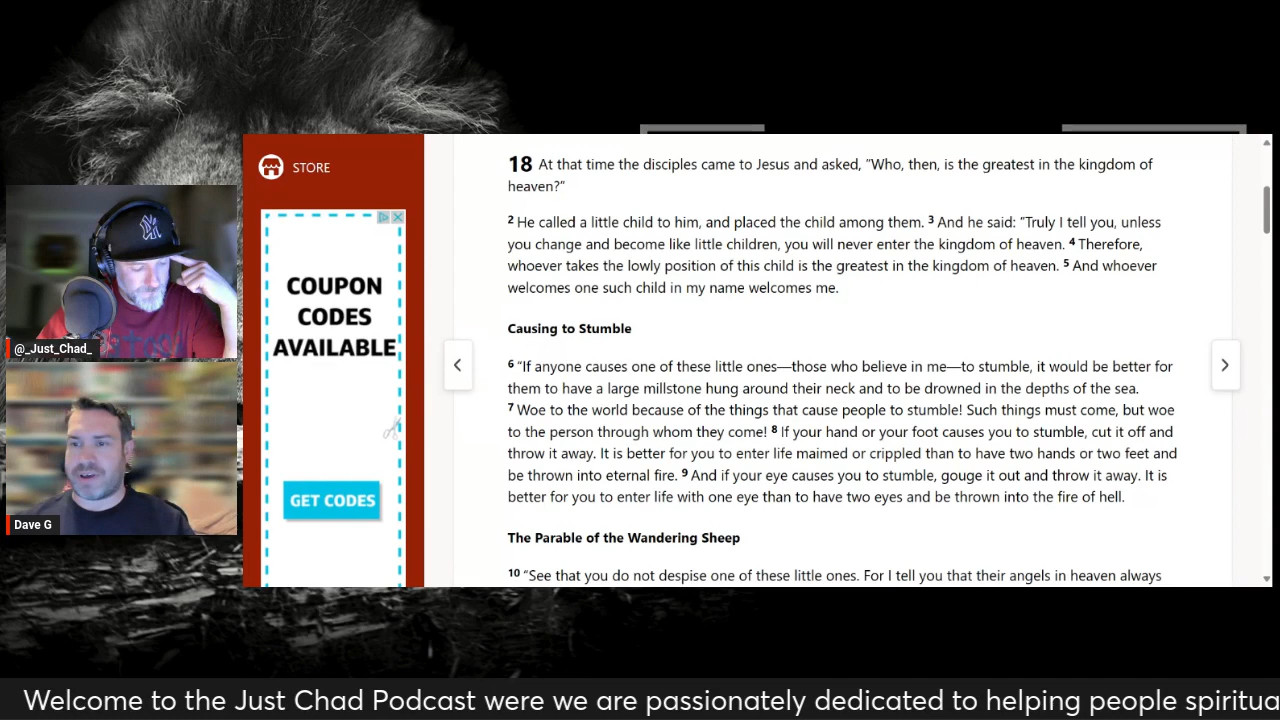 STORE
COUPON
CODES
AVAILABLE
GET CODES
@_Just_Chad_
Dave G
18 At that time the disciples came to Jesus and asked, “Who, then, is the greatest in the kingdom of
heaven?”
2 He called a little child to him, and placed the child among them. 3 And he said: “Truly I tell you, unless
you change and become like little children, you will never enter the kingdom of heaven. 4 Therefore,
whoever takes the lowly position of this child is the greatest in the kingdom of heaven. 5 And whoever
welcomes one such child in my name welcomes me.
Causing to Stumble
6 “If anyone causes one of these little ones—those who believe in me—to stumble, it would be better for
them to have a large millstone hung around their neck and to be drowned in the depths of the sea.
7 Woe to the world because of the things that cause people to stumble! Such things must come, but woe
to the person through whom they come! 8 If your hand or your foot causes you to stumble, cut it off and
throw it away. It is better for you to enter life maimed or crippled than to have two hands or two feet and
be thrown into eternal fire. 9 And if your eye causes you to stumble, gouge it out and throw it away. It is
better for you to enter life with one eye than to have two eyes and be thrown into the fire of hell.
The Parable of the Wandering Sheep
10 “See that you do not despise one of these little ones. For I tell you that their angels in heaven always
Welcome to the Just Chad Podcast were we are passionately dedicated to helping people spiritua